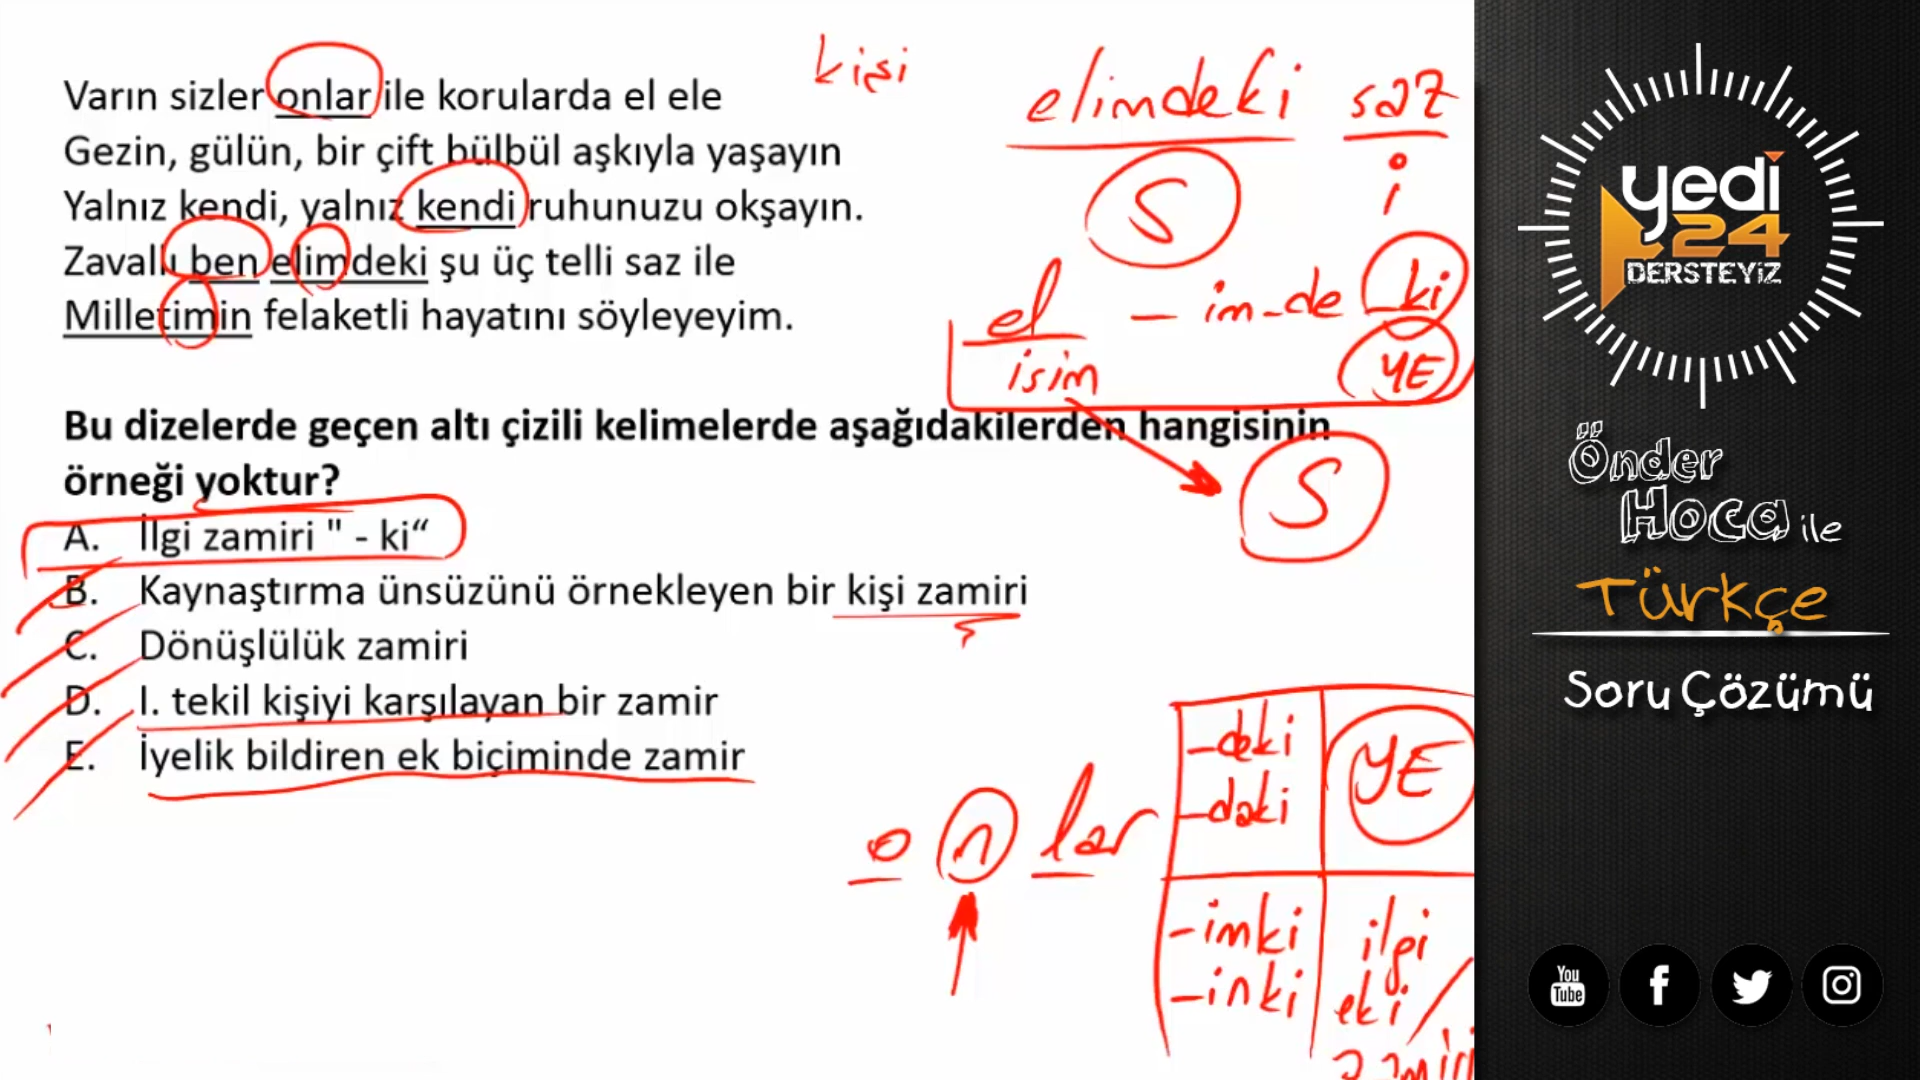 Varın sizler onlar ile korularda el ele
Gezin, gülün, bir çift bülbül aşkıyla yaşayın
Yalnız kendi, yalnız kendi ruhunuzu okşayın.
Zavallı ben elimdeki şu üç telli saz ile
Milletimin felaketli hayatını söyleyeyim.
kişi
elimdeki saz
S i
el - im-de ki
isim YE
S
Bu dizelerde geçen altı çizili kelimelerde aşağıdakilerden hangisinin
örneği yoktur?
A. İlgi zamiri " - ki“
B. Kaynaştırma ünsüzünü örnekleyen bir kişi zamiri
C. Dönüşlülük zamiri
D. I. tekil kişiyi karşılayan bir zamir
E. İyelik bildiren ek biçiminde zamir
o n lar
-deki YE
-daki
-imki ilgi
-inki eki /
zamiri
yedi
24
DERSTEYİZ
Önder
Hoca ile
Türkçe
Soru Çözümü
You
Tube